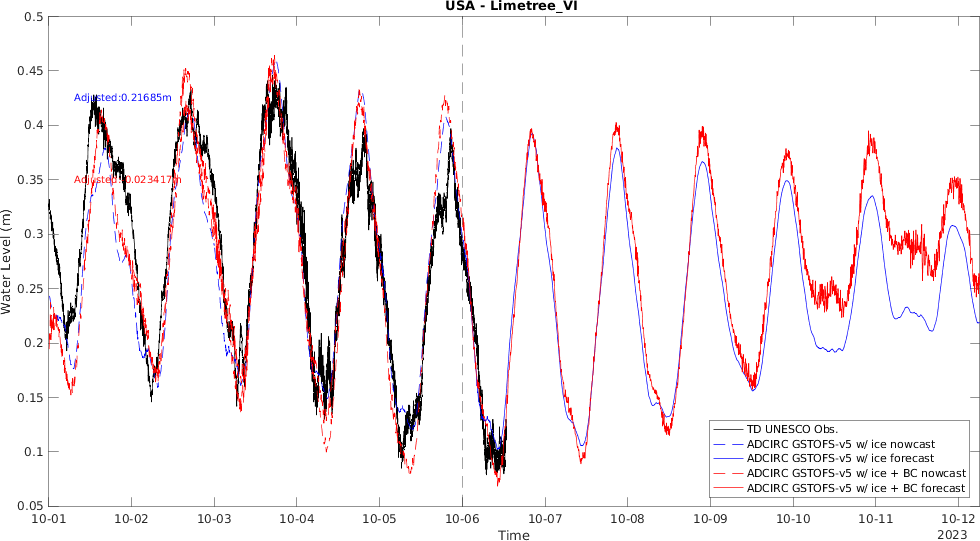 USA - Limetree_VI
0.5
0.45
Adjusted:0.21685m
0.4
0.35
Adjusted:
0.3
0.25
0.2
0.15
0.1
0.05
Water Level (m)
TD UNESCO Obs.
ADCIRC GSTOFS-v5 w/ ice nowcast
ADCIRC GSTOFS-v5 w/ ice forecast
ADCIRC GSTOFS-v5 w/ ice + BC nowcast
ADCIRC GSTOFS-v5 w/ ice + BC forecast
10-01 10-02 10-03 10-04 10-05 10-06 10-07 10-08 10-09 10-10 10-11 10-12
Time
2023